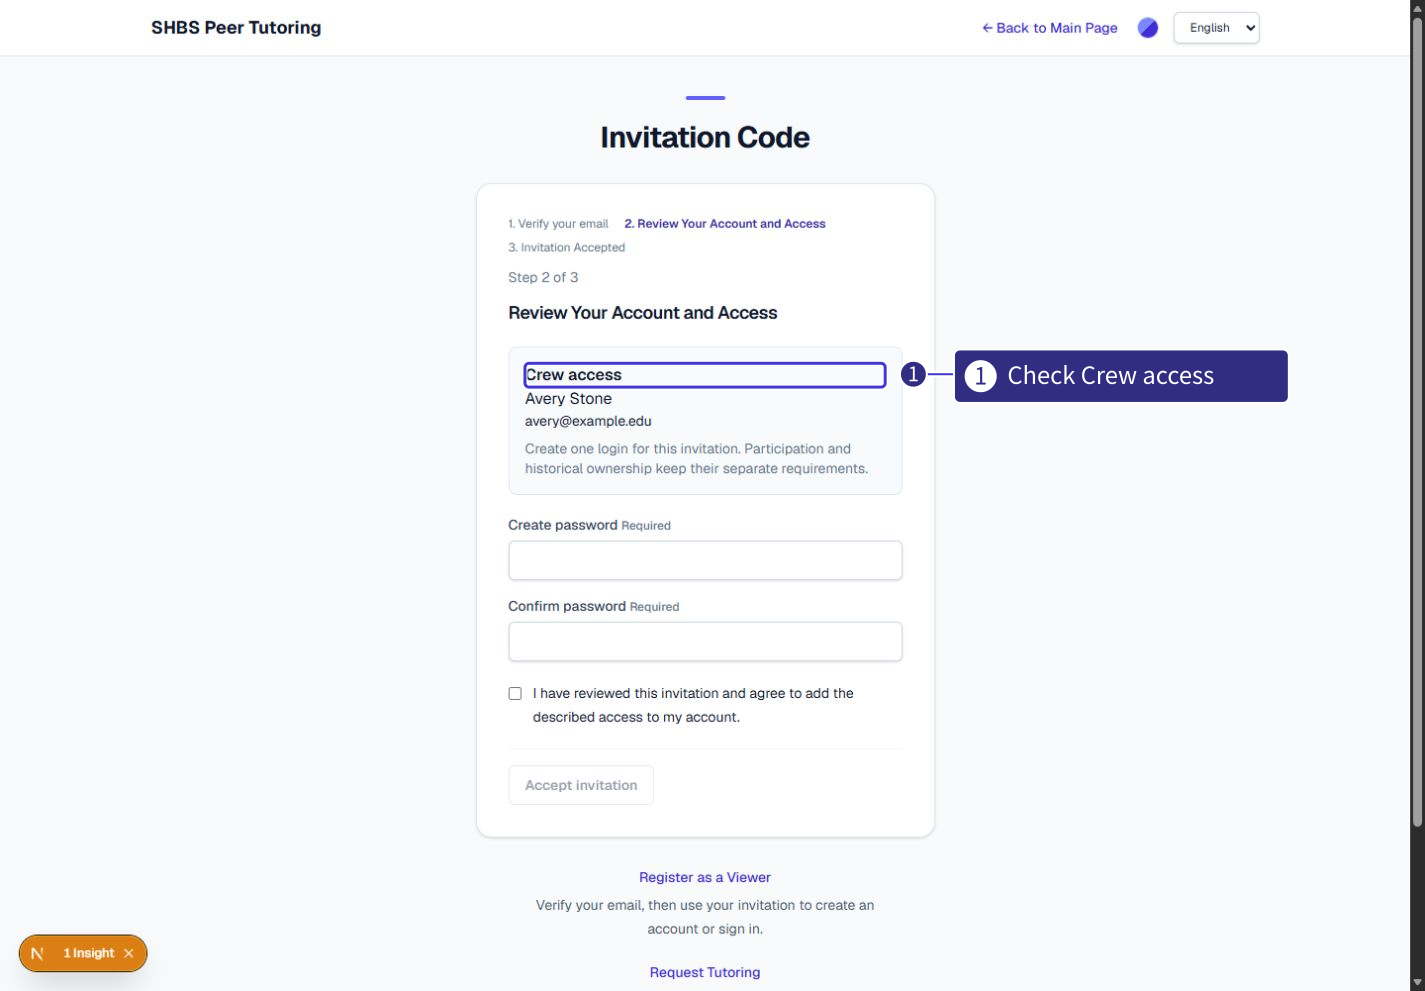 SHBS Peer Tutoring
← Back to Main Page
English
Invitation Code
1. Verify your email
2. Review Your Account and Access
3. Invitation Accepted
Step 2 of 3
Review Your Account and Access
Crew access
1
1 Check Crew access
Avery Stone
avery@example.edu
Create one login for this invitation. Participation and
historical ownership keep their separate requirements.
Create password Required
Confirm password Required
I have reviewed this invitation and agree to add the
described access to my account.
Accept invitation
Register as a Viewer
Verify your email, then use your invitation to create an
account or sign in.
N 1 Insight ×
Request Tutoring